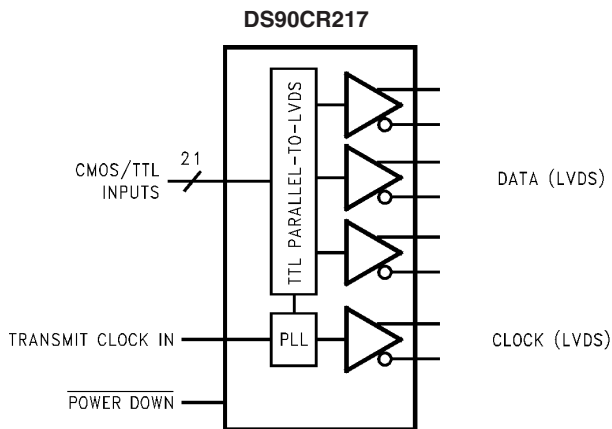 DS90CR217
21
CMOS/TTL
INPUTS
TTL PARALLEL-TO-LVDS
DATA (LVDS)
TRANSMIT CLOCK IN
PLL
CLOCK (LVDS)
POWER DOWN